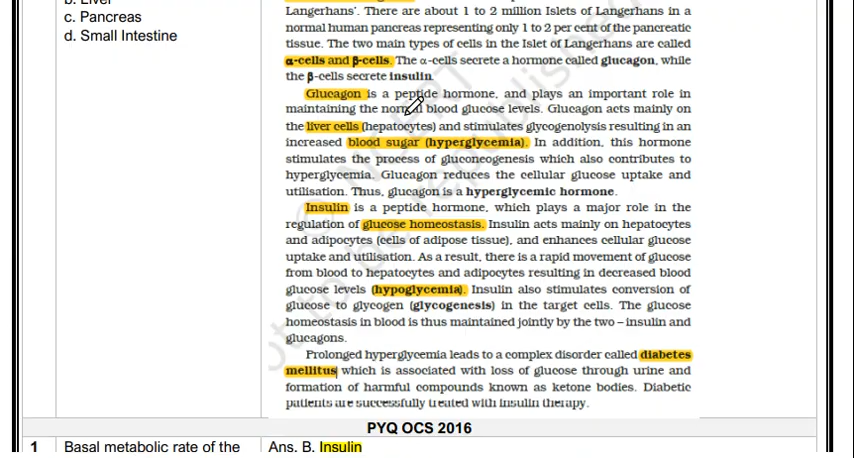 b. Liver
c. Pancreas
d. Small Intestine
Langerhans'. There are about 1 to 2 million Islets of Langerhans in a
normal human pancreas representing only 1 to 2 per cent of the pancreatic
tissue. The two main types of cells in the Islet of Langerhans are called
α-cells and β-cells. The α-cells secrete a hormone called glucagon, while
the β-cells secrete insulin.
Glucagon is a peptide hormone, and plays an important role in
maintaining the normal blood glucose levels. Glucagon acts mainly on
the liver cells (hepatocytes) and stimulates glycogenolysis resulting in an
increased blood sugar (hyperglycemia). In addition, this hormone
stimulates the process of gluconeogenesis which also contributes to
hyperglycemia. Glucagon reduces the cellular glucose uptake and
utilisation. Thus, glucagon is a hyperglycemic hormone.
Insulin is a peptide hormone, which plays a major role in the
regulation of glucose homeostasis. Insulin acts mainly on hepatocytes
and adipocytes (cells of adipose tissue), and enhances cellular glucose
uptake and utilisation. As a result, there is a rapid movement of glucose
from blood to hepatocytes and adipocytes resulting in decreased blood
glucose levels (hypoglycemia). Insulin also stimulates conversion of
glucose to glycogen (glycogenesis) in the target cells. The glucose
homeostasis in blood is thus maintained jointly by the two – insulin and
glucagons.
Prolonged hyperglycemia leads to a complex disorder called diabetes
mellitus which is associated with loss of glucose through urine and
formation of harmful compounds known as ketone bodies. Diabetic
patients are successfully treated with insulin therapy.
PYQ OCS 2016
1 Basal metabolic rate of the Ans. B. Insulin